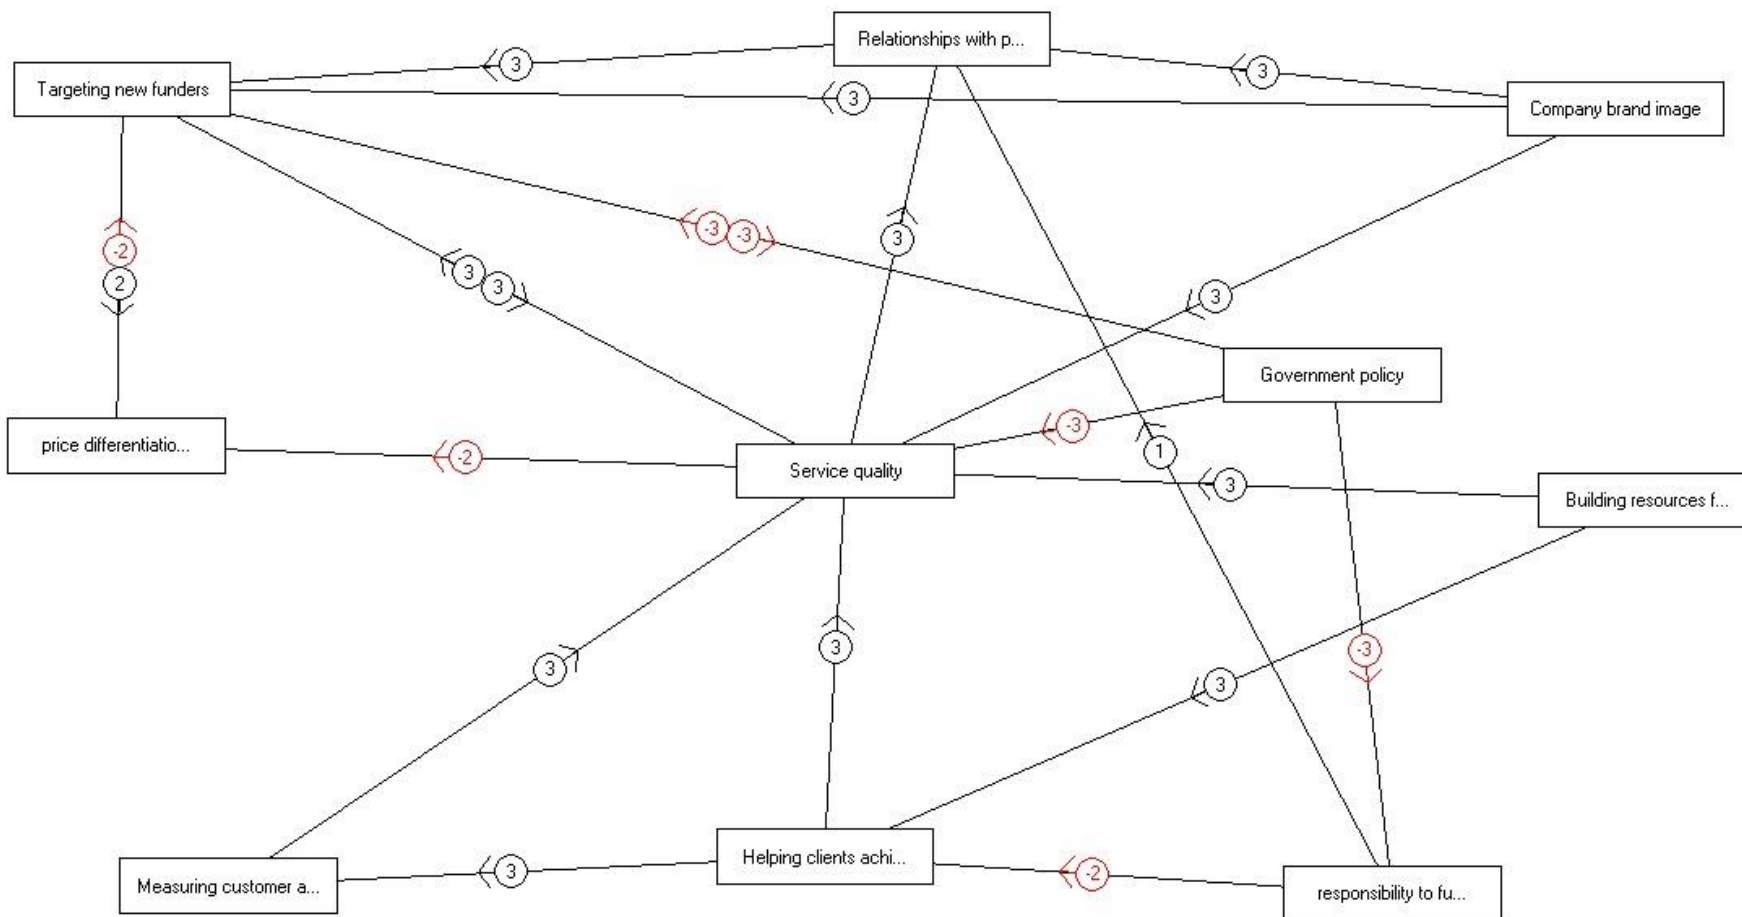 Relationships with p...
3
3
Targeting new funders
3
3
Company brand image
-3
-3
3
-2
2
3
3
3
Government policy
-3
price differentiatio...
-2
Service quality
1
3
Building resources f...
3
3
-3
3
Helping clients achi...
Measuring customer a...
3
-2
responsibility to fu...